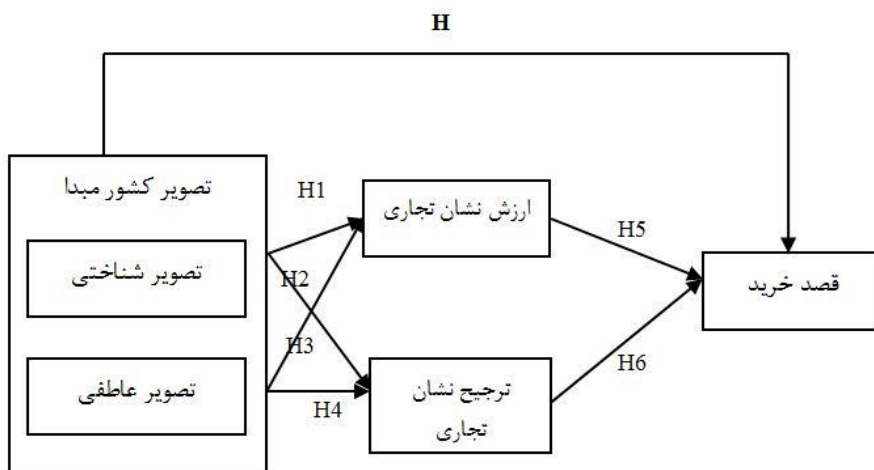 H
تصویر کشور مبدا
تصویر شناختی
تصویر عاطفی
H1
H2
H3
H4
ارزش نشان تجاری
ترجیح نشان
تجاری
H5
H6
قصد خرید